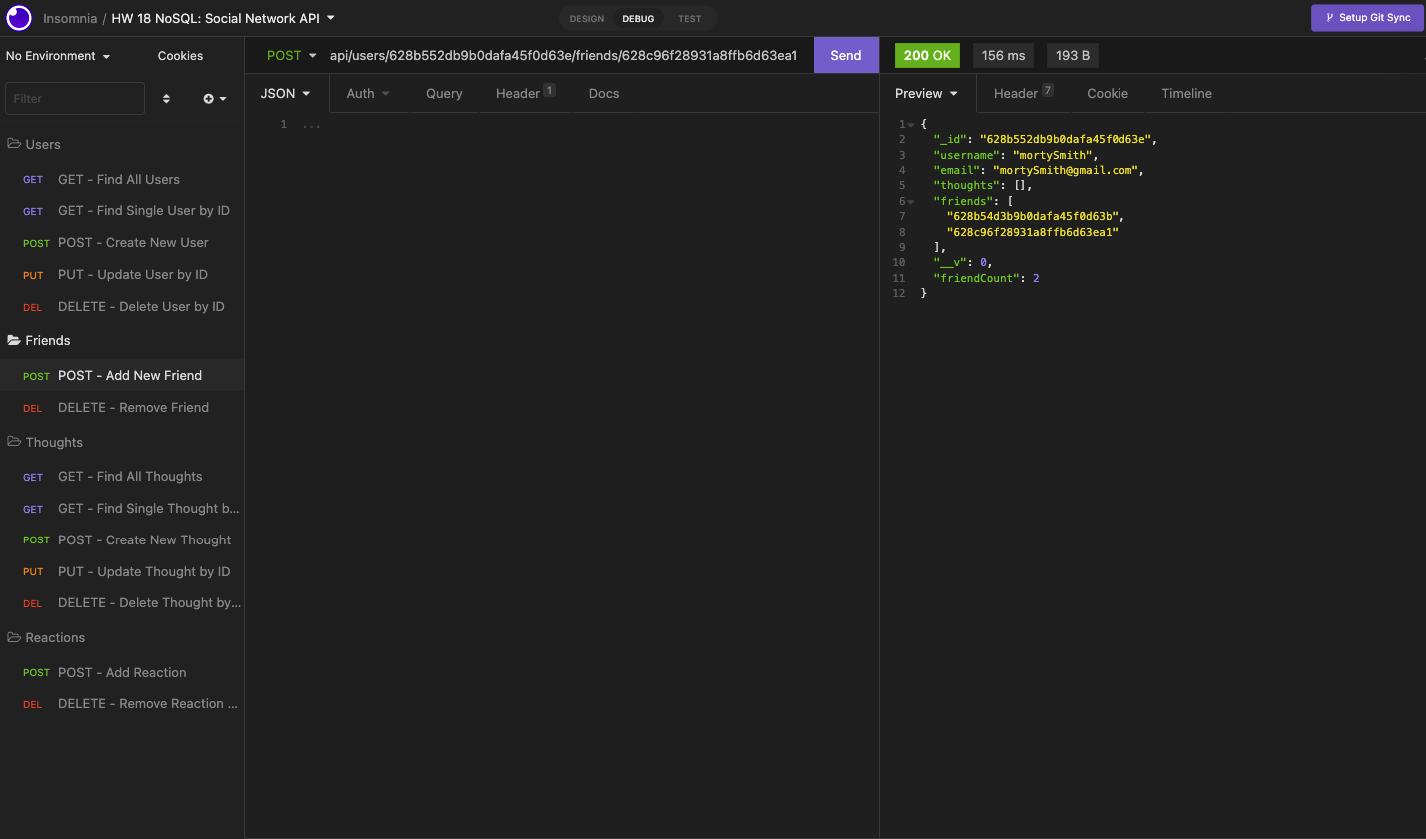 Insomnia / HW 18 NoSQL: Social Network API
DESIGN DEBUG TEST
Setup Git Sync
No Environment Cookies
POST api/users/628b552db9b0dafa45f0d63e/friends/628c96f28931a8ffb6d63ea1 Send
200 OK 156 ms 193 B
Filter
JSON Auth Query Header 1 Docs
Preview Header 7 Cookie Timeline
Users
GET GET - Find All Users
GET GET - Find Single User by ID
POST POST - Create New User
PUT PUT - Update User by ID
DEL DELETE - Delete User by ID
Friends
POST POST - Add New Friend
DEL DELETE - Remove Friend
Thoughts
GET GET - Find All Thoughts
GET GET - Find Single Thought b...
POST POST - Create New Thought
PUT PUT - Update Thought by ID
DEL DELETE - Delete Thought by...
Reactions
POST POST - Add Reaction
DEL DELETE - Remove Reaction ...
1 ...
1 {
2 "_id": "628b552db9b0dafa45f0d63e",
3 "username": "mortySmith",
4 "email": "mortySmith@gmail.com",
5 "thoughts": [],
6 "friends": [
7 "628b54d3b9b0dafa45f0d63b",
8 "628c96f28931a8ffb6d63ea1"
9 ],
10 "__v": 0,
11 "friendCount": 2
12 }